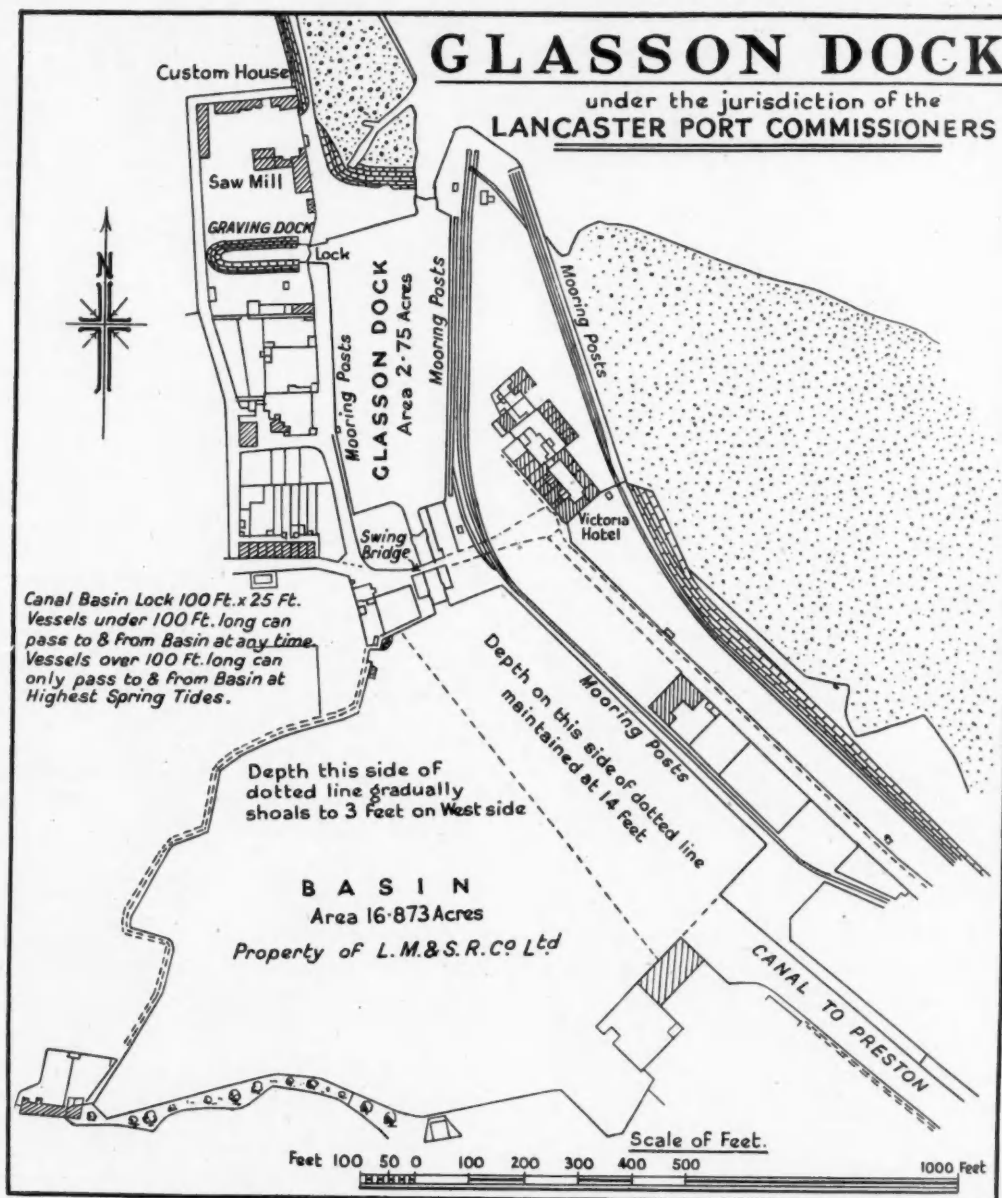 GLASSON DOCK
under the jurisdiction of the
LANCASTER PORT COMMISSIONERS
Custom House
Saw Mill
GRAVING DOCK
Lock
N
Mooring Posts
GLASSON DOCK
Area 2·75 Acres
Mooring Posts
Mooring Posts
Swing
Bridge
Victoria
Hotel
Canal Basin Lock 100 Ft. x 25 Ft.
Vessels under 100 Ft. long can
pass to & from Basin at any time.
Vessels over 100 Ft. long can
only pass to & from Basin at
Highest Spring Tides.
Mooring Posts
Depth on this side of dotted line
maintained at 14 feet
Depth this side of
dotted line gradually
shoals to 3 feet on West side
BASIN
Area 16·873 Acres
Property of L.M.& S.R.Co Ltd
CANAL TO PRESTON
Scale of Feet.
Feet 100 50 0 100 200 300 400 500 1000 Feet